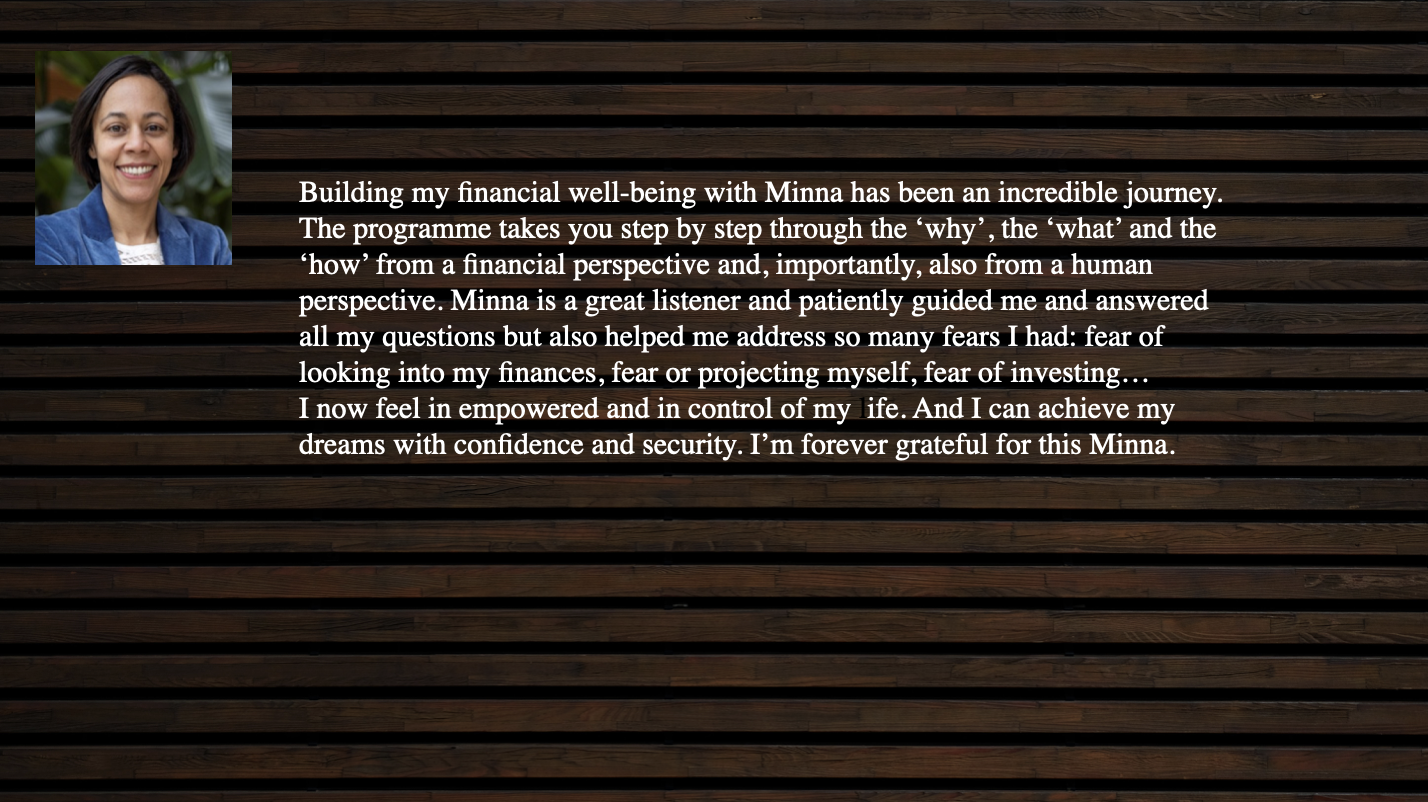 Building my financial well-being with Minna has been an incredible journey.
The programme takes you step by step through the ‘why’, the ‘what’ and the
‘how’ from a financial perspective and, importantly, also from a human
perspective. Minna is a great listener and patiently guided me and answered
all my questions but also helped me address so many fears I had: fear of
looking into my finances, fear or projecting myself, fear of investing…
I now feel in empowered and in control of my life. And I can achieve my
dreams with confidence and security. I’m forever grateful for this Minna.